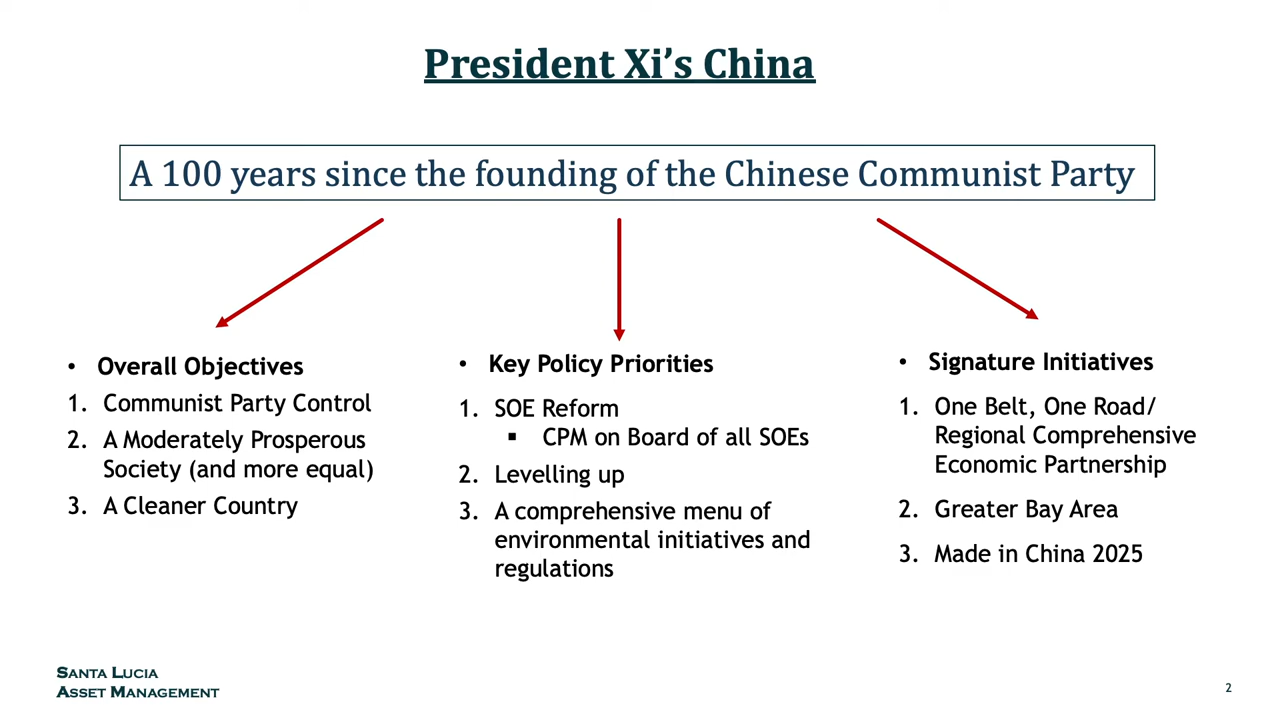 President Xi’s China
A 100 years since the founding of the Chinese Communist Party
• Overall Objectives
1. Communist Party Control
2. A Moderately Prosperous
Society (and more equal)
3. A Cleaner Country
• Key Policy Priorities
1. SOE Reform
▪ CPM on Board of all SOEs
2. Levelling up
3. A comprehensive menu of
environmental initiatives and
regulations
• Signature Initiatives
1. One Belt, One Road/
Regional Comprehensive
Economic Partnership
2. Greater Bay Area
3. Made in China 2025
SANTA LUCIA
ASSET MANAGEMENT
2